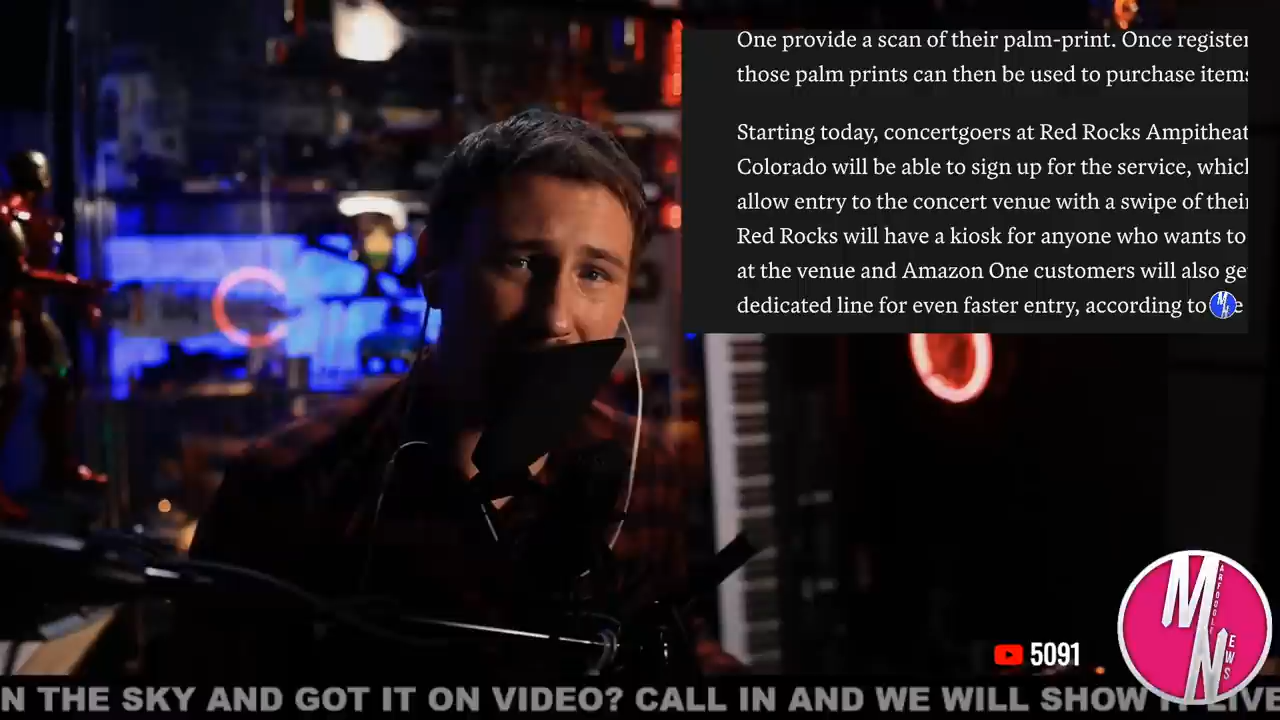 One provide a scan of their palm-print. Once register
those palm prints can then be used to purchase items
Starting today, concertgoers at Red Rocks Ampitheat
Colorado will be able to sign up for the service, which
allow entry to the concert venue with a swipe of their
Red Rocks will have a kiosk for anyone who wants to
at the venue and Amazon One customers will also ge
dedicated line for even faster entry, according to
5091
MARFOOGLE NEWS
N THE SKY AND GOT IT ON VIDEO? CALL IN AND WE WILL SHOW IT LIVE